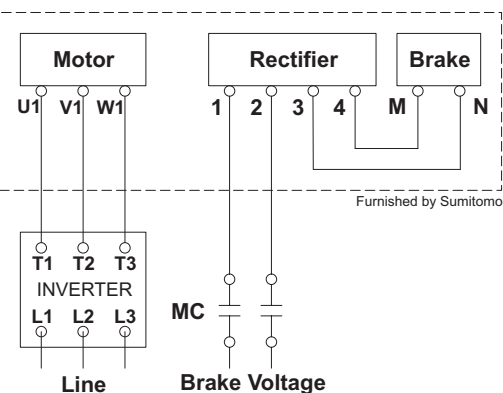 Motor Rectifier Brake
U1 V1 W1 1 2 3 4 M N
Furnished by Sumitomo
T1 T2 T3
INVERTER
L1 L2 L3
MC
Line Brake Voltage